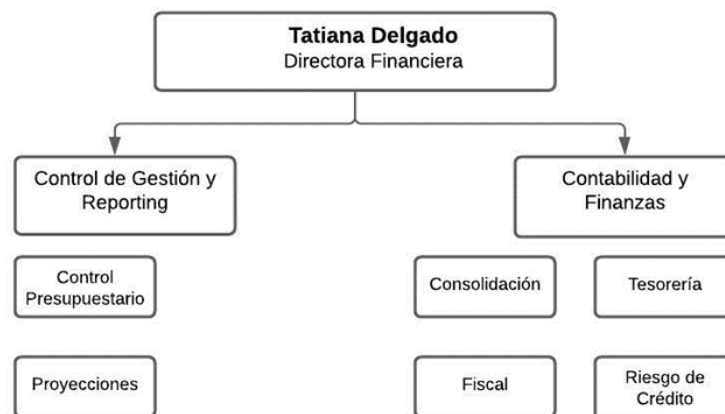 Tatiana Delgado
Directora Financiera
Control de Gestión y
Reporting
Contabilidad y
Finanzas
Control
Presupuestario
Consolidación
Tesorería
Proyecciones
Fiscal
Riesgo de
Crédito